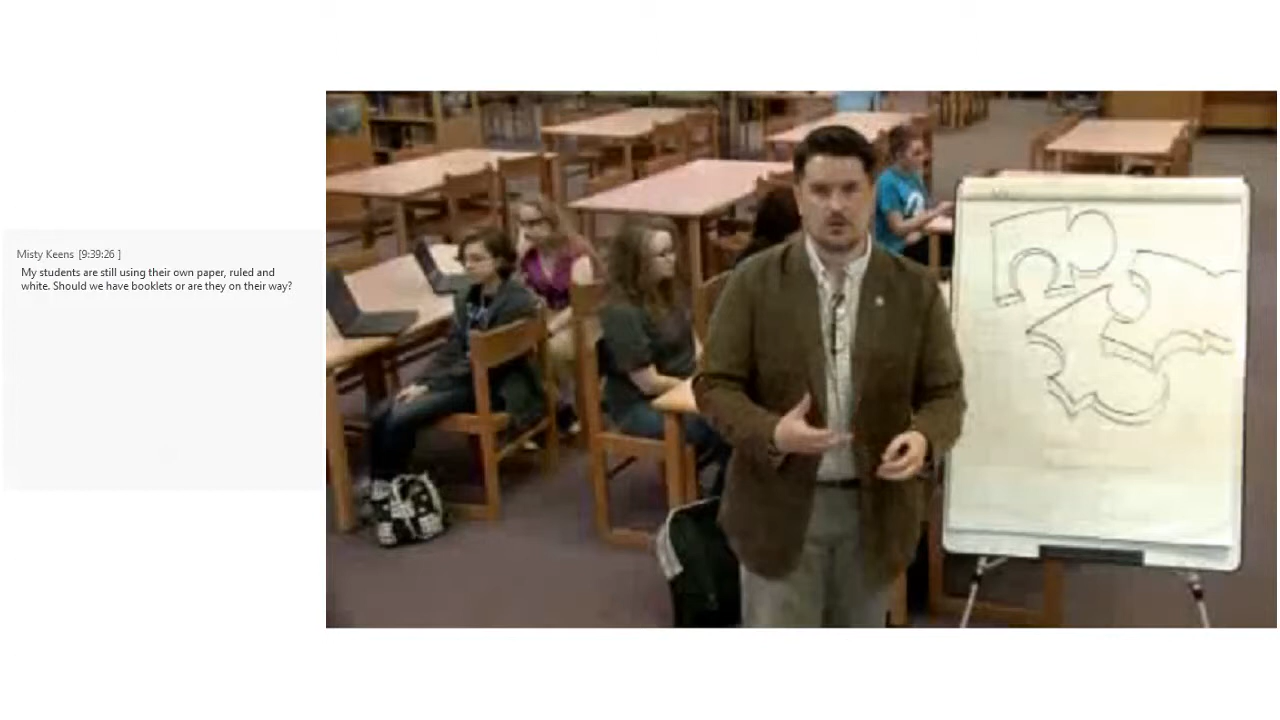 Misty Keens [9:39:26 ]
My students are still using their own paper, ruled and
white. Should we have booklets or are they on their way?